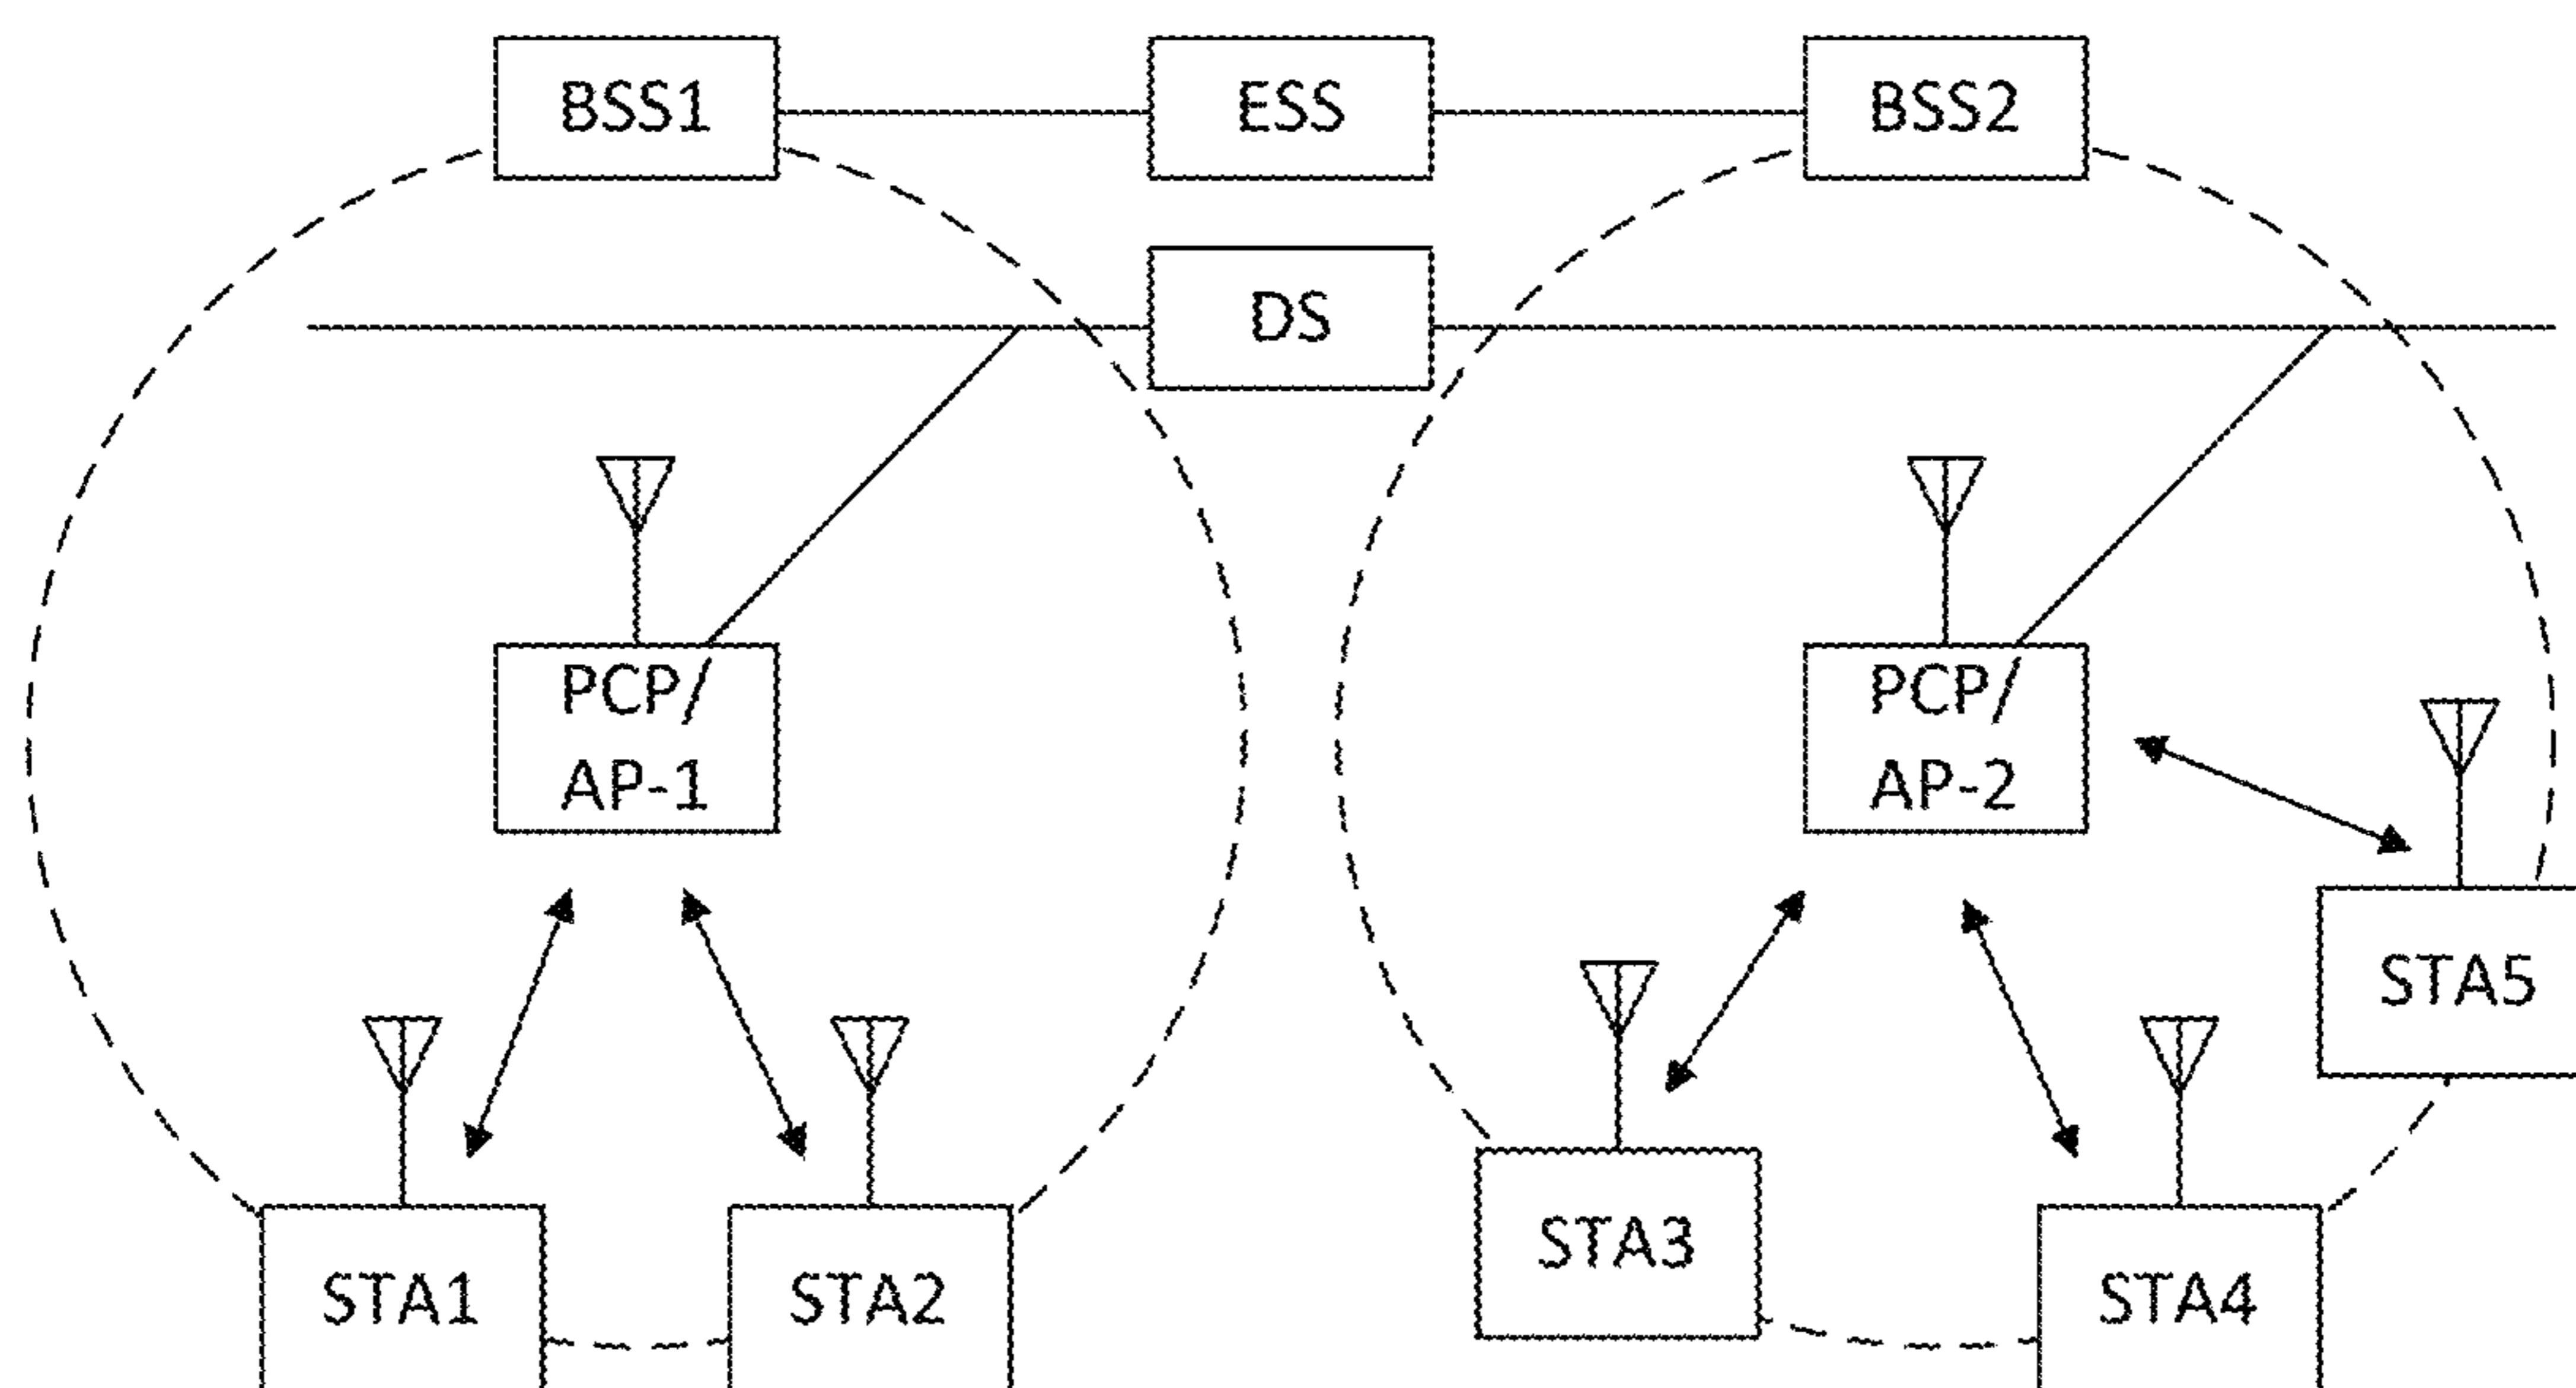 BSS1
ESS
BSS2
DS
PCP/
AP-1
PCP/
AP-2
STA5
STA3
STA1
STA2
STA4